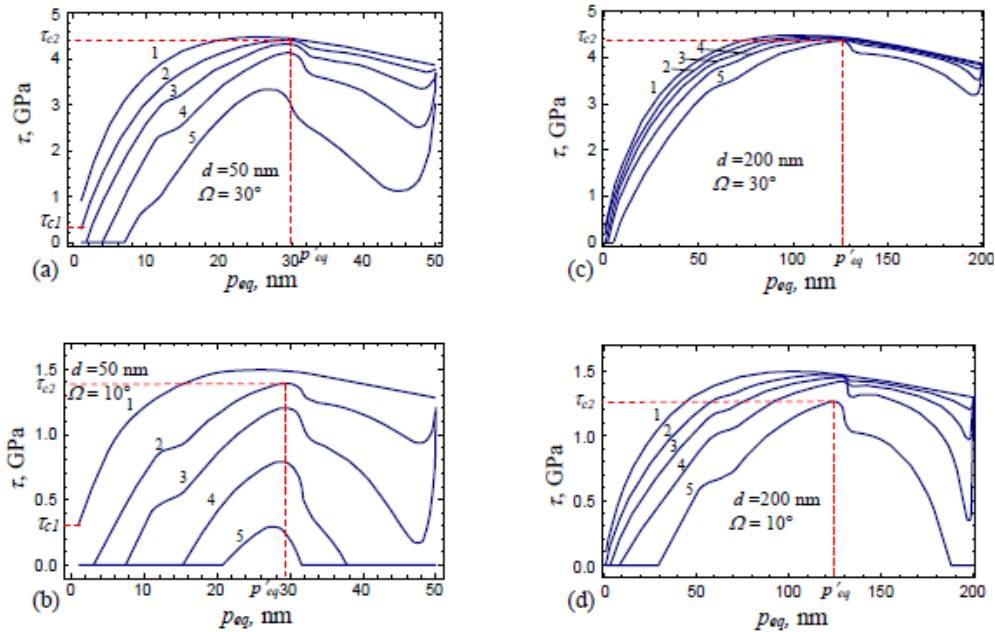 5
τc2
4
3
2
1
τc1
0
τ, GPa
1
2
3
4
5
d =50 nm
Ω = 30°
0 10 20 30 40 50
p'eq
(a)
peq, nm
5
τc2
4
3
2
1
0
τ, GPa
4
3
2
1
5
d =200 nm
Ω = 30°
0 50 100 150 200
p'eq
(c)
peq, nm
1.5
τc2
1.0
0.5
τc1
0.0
τ, GPa
d =50 nm
Ω = 10°
1
2
3
4
5
0 10 20 p'eq30 40 50
(b)
peq, nm
1.5
τc2
1.0
0.5
0.0
τ, GPa
1
2
3
4
5
d =200 nm
Ω = 10°
0 50 100 p'eq 150 200
(d)
peq, nm